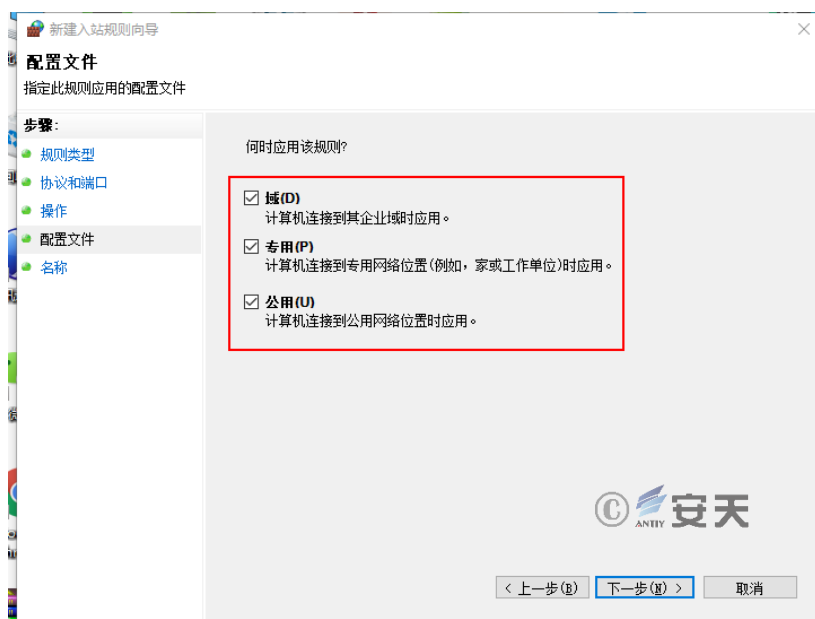 新建入站规则向导
配置文件
指定此规则应用的配置文件
步骤:
规则类型
协议和端口
操作
配置文件
名称
何时应用该规则?
域(D)
计算机连接到其企业域时应用。
专用(P)
计算机连接到专用网络位置(例如，家或工作单位)时应用。
公用(U)
计算机连接到公用网络位置时应用。
© ANTIY 安天
< 上一步(B)
下一步(N) >
取消